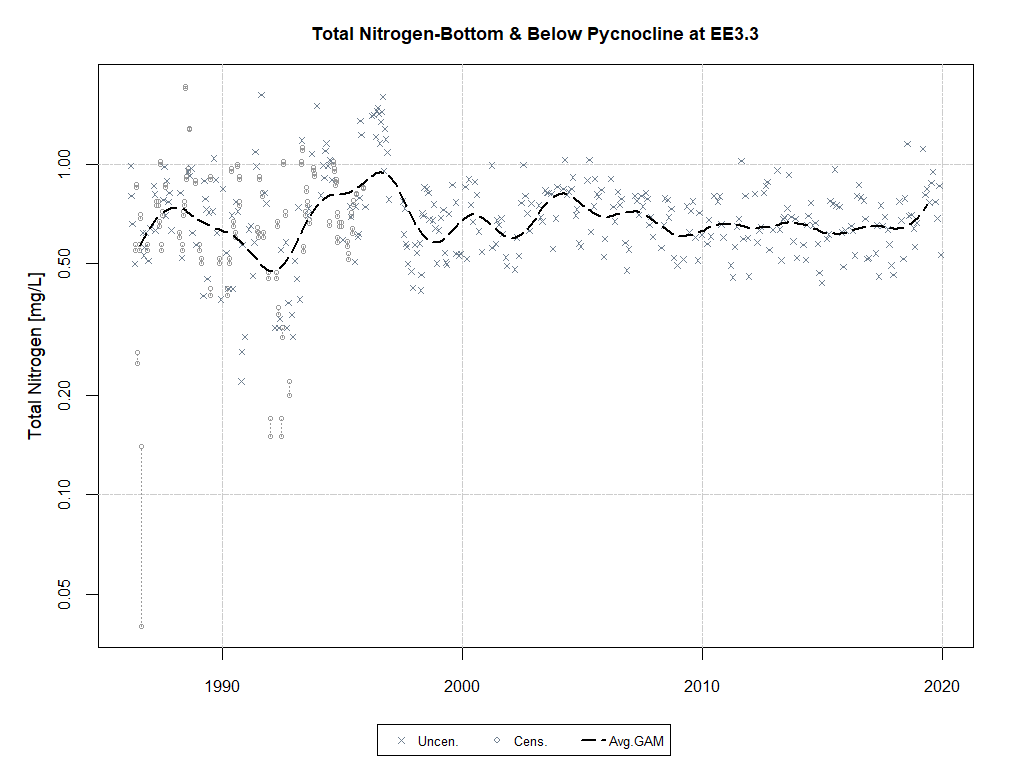 Total Nitrogen-Bottom & Below Pycnocline at EE3.3
Total Nitrogen [mg/L]
1.00
0.50
0.20
0.10
0.05
1990 2000 2010 2020
Uncen. Cens. Avg.GAM